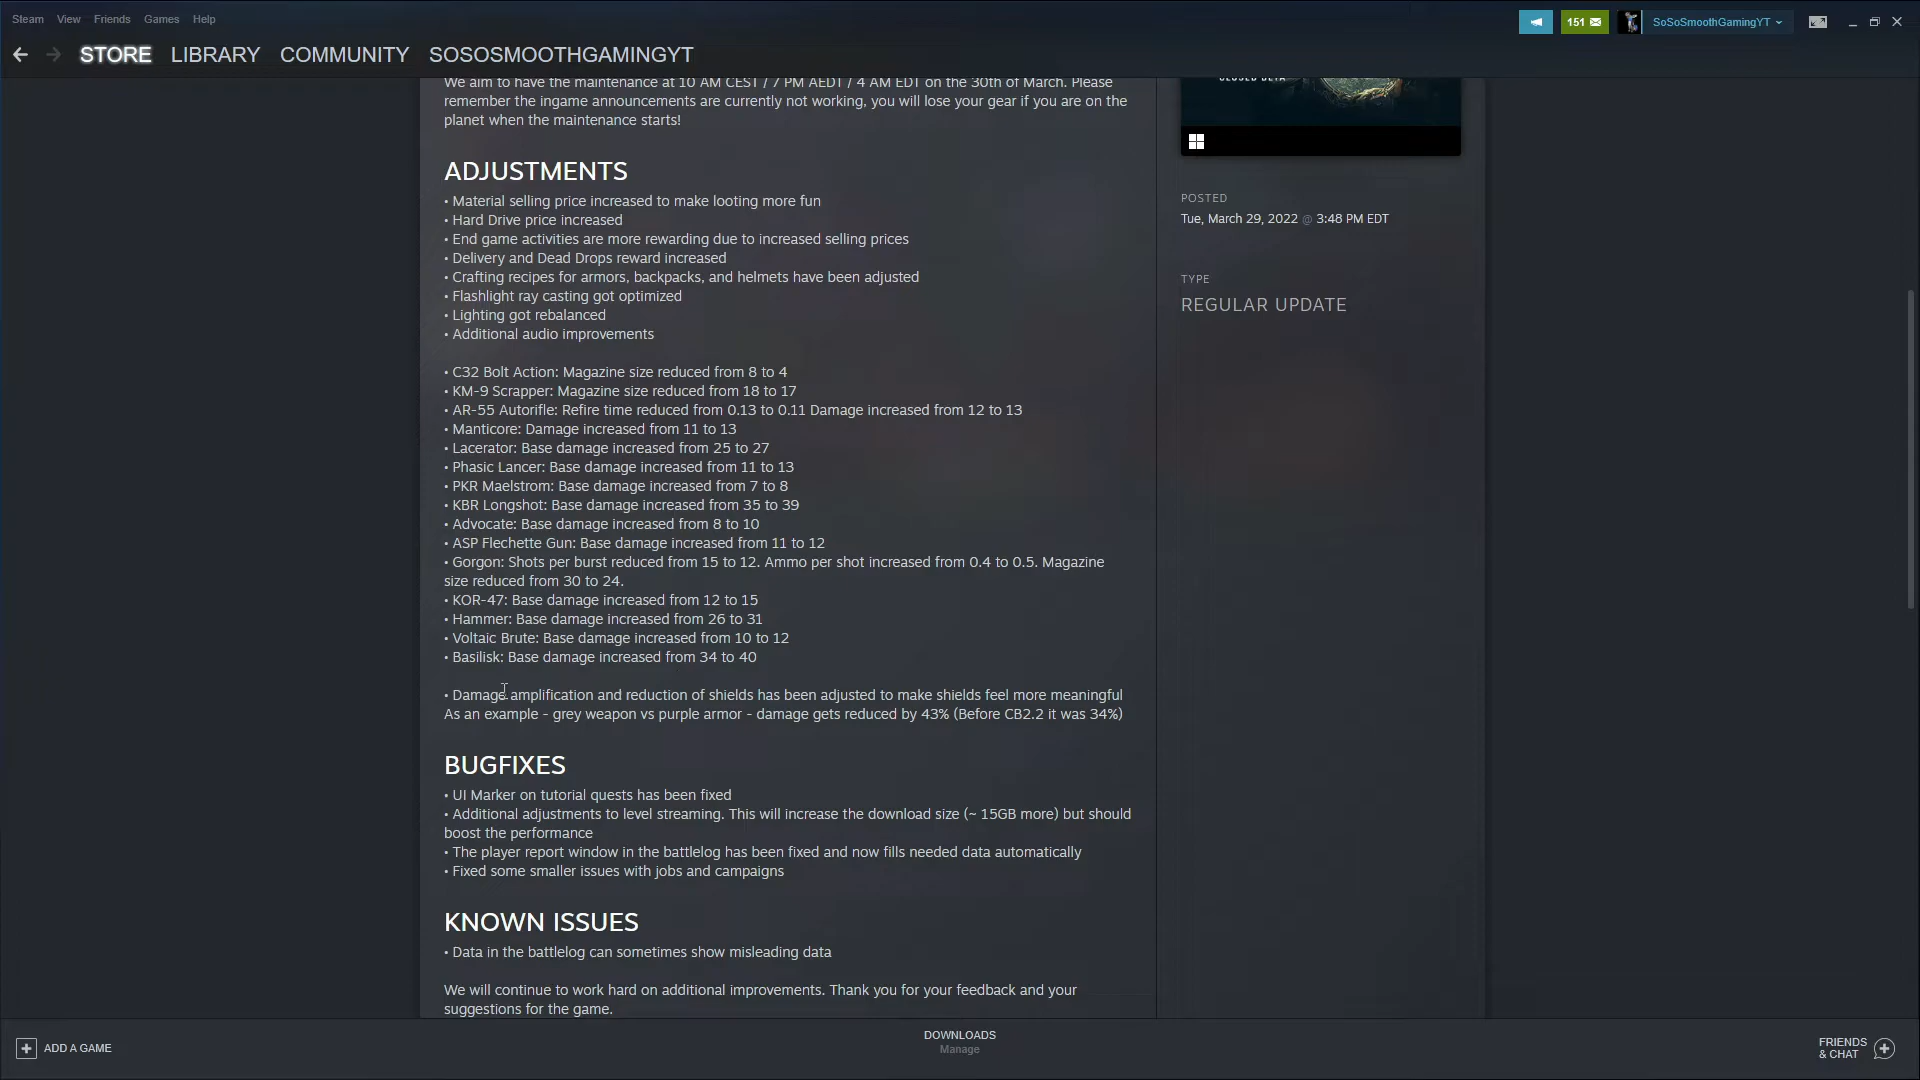 Steam View Friends Games Help
151
SoSoSmoothGamingYT
STORE LIBRARY COMMUNITY SOSOSMOOTHGAMINGYT
We aim to have the maintenance at 10 AM CEST / 7 PM AEDT / 4 AM EDT on the 30th of March. Please
remember the ingame announcements are currently not working, you will lose your gear if you are on the
planet when the maintenance starts!
ADJUSTMENTS
• Material selling price increased to make looting more fun
• Hard Drive price increased
• End game activities are more rewarding due to increased selling prices
• Delivery and Dead Drops reward increased
• Crafting recipes for armors, backpacks, and helmets have been adjusted
• Flashlight ray casting got optimized
• Lighting got rebalanced
• Additional audio improvements
• C32 Bolt Action: Magazine size reduced from 8 to 4
• KM-9 Scrapper: Magazine size reduced from 18 to 17
• AR-55 Autorifle: Refire time reduced from 0.13 to 0.11 Damage increased from 12 to 13
• Manticore: Damage increased from 11 to 13
• Lacerator: Base damage increased from 25 to 27
• Phasic Lancer: Base damage increased from 11 to 13
• PKR Maelstrom: Base damage increased from 7 to 8
• KBR Longshot: Base damage increased from 35 to 39
• Advocate: Base damage increased from 8 to 10
• ASP Flechette Gun: Base damage increased from 11 to 12
• Gorgon: Shots per burst reduced from 15 to 12. Ammo per shot increased from 0.4 to 0.5. Magazine
size reduced from 30 to 24.
• KOR-47: Base damage increased from 12 to 15
• Hammer: Base damage increased from 26 to 31
• Voltaic Brute: Base damage increased from 10 to 12
• Basilisk: Base damage increased from 34 to 40
• Damage amplification and reduction of shields has been adjusted to make shields feel more meaningful
As an example - grey weapon vs purple armor - damage gets reduced by 43% (Before CB2.2 it was 34%)
BUGFIXES
• UI Marker on tutorial quests has been fixed
• Additional adjustments to level streaming. This will increase the download size (~ 15GB more) but should
boost the performance
• The player report window in the battlelog has been fixed and now fills needed data automatically
• Fixed some smaller issues with jobs and campaigns
KNOWN ISSUES
• Data in the battlelog can sometimes show misleading data
We will continue to work hard on additional improvements. Thank you for your feedback and your
suggestions for the game.
CLOSED BETA
POSTED
Tue, March 29, 2022 @ 3:48 PM EDT
TYPE
REGULAR UPDATE
ADD A GAME
DOWNLOADS
Manage
FRIENDS
& CHAT